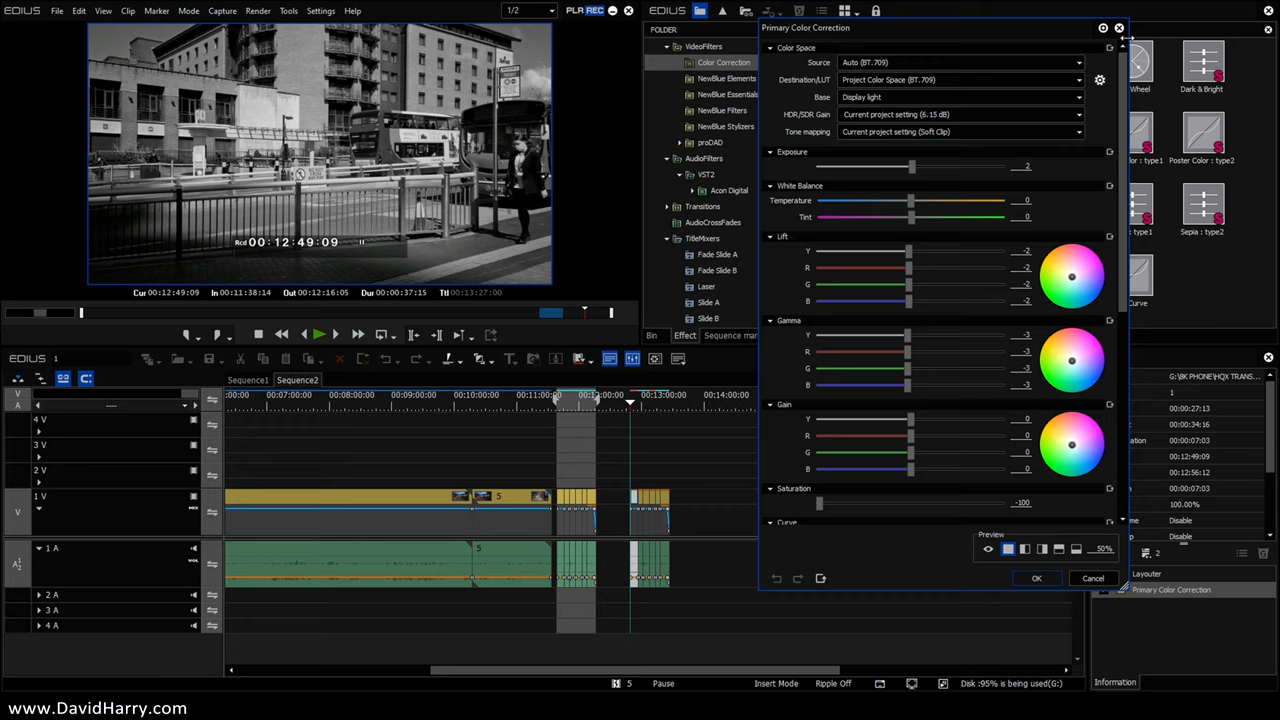 EDIUS File Edit View Clip Marker Mode Capture Render Tools Settings Help
1/2 PLR REC
EDIUS
FOLDER
VideoFilters
Color Correction
NewBlue Elements
NewBlue Essentials
NewBlue Filters
NewBlue Stylizers
proDAD
AudioFilters
VST2
Acon Digital
Transitions
AudioCrossFades
TitleMixers
Fade Slide A
Fade Slide B
Laser
Slide A
Slide B
Bin Effect Sequence mar
Primary Color Correction
Color Space
Source Auto (BT.709)
Destination/LUT Project Color Space (BT.709)
Base Display light
HDR/SDR Gain Current project setting (6.15 dB)
Tone mapping Current project setting (Soft Clip)
Exposure
2
White Balance
Temperature 0
Tint 0
Lift
Y -2
R -2
G -2
B -2
Gamma
Y -3
R -3
G -3
B -3
Gain
Y 0
R 0
G 0
B 0
Saturation
-100
Curve
Preview
50%
OK Cancel
Wheel Dark & Bright
Color : type1 Poster Color : type2
: type1 Sepia : type2
Curve
Rcd 00:12:49:09 II
Cur 00:12:49:09 In 00:11:38:14 Out 00:12:16:05 Dur 00:00:37:15 Ttl 00:13:27:00
EDIUS 1
Sequence1 Sequence2
V
A
----
:00:00 00:07:00:00 00:08:00:00 00:09:00:00 00:10:00:00 00:11:00:00 00:12:00:00 00:13:00:00 00:14:00:00
4 V
3 V
2 V
1 V
V
5
MIX
1 A
A
5
VOL
2 A
3 A
4 A
G:\8K PHONE\HQX TRANS...
1
00:00:27:13
00:00:34:16
00:00:07:03
00:12:49:09
00:12:56:12
00:00:07:03
100.00%
Disable
Disable
2
Layouter
Primary Color Correction
Information
5 Pause Insert Mode Ripple Off Disk :95% is being used(G:)
www.DavidHarry.com